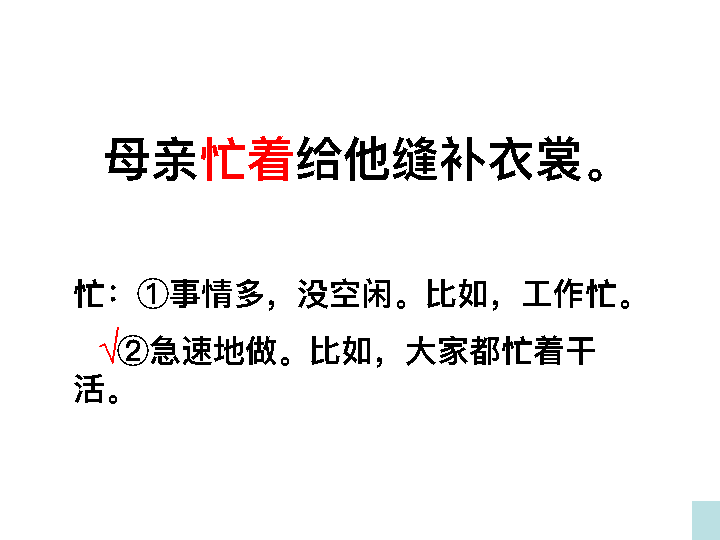 母亲忙着给他缝补衣裳。
忙：①事情多，没空闲。比如，工作忙。
√②急速地做。比如，大家都忙着干
活。